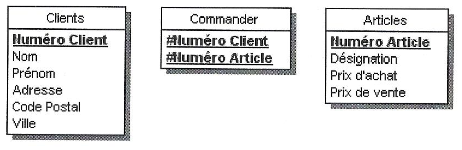 Clients
Numéro Client
Nom
Prénom
Adresse
Code Postal
Ville
Commander
#Numéro Client
#Numéro Article
Articles
Numéro Article
Désignation
Prix d'achat
Prix de vente